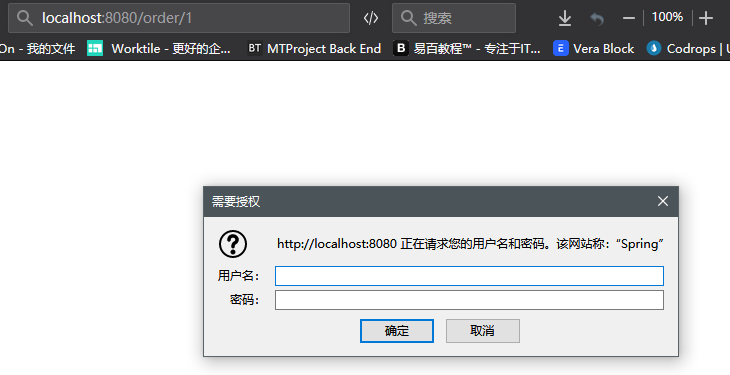 localhost:8080/order/1
搜索
100%
On - 我的文件 Worktile - 更好的企... BT MTProject Back End B 易百教程™ - 专注于IT... E Vera Block Codrops | U
需要授权
http://localhost:8080 正在请求您的用户名和密码。该网站称："Spring"
用户名：
密码：
确定 取消